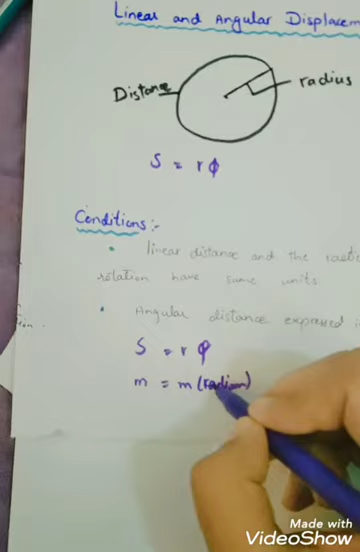 Linear and Angular Displacem
Distance
radius
S = rϕ
Conditions:-
• linear distance and the
rotation have same units.
• Angular distance expressed
S = rϕ
m = m (radian)
Made with
VideoShow